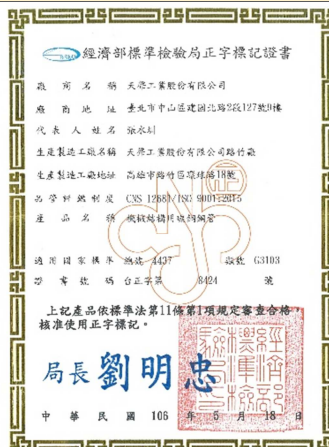 經濟部標準檢驗局正字標記證書
廠商名稱 天聲工業股份有限公司
廠商地址 臺北市中山區建國北路2段127號9樓
代表人姓名 張水
生產製造工廠名稱 天聲工業股份有限公司路竹廠
生產製造工廠地址 高雄市路竹區環球路18號
品管制度 CNS 12681/ISO 9001:2015
產品名稱 機械結構用碳鋼鋼管
適用國家標準 總號 4437 類號 G3103
證書號碼 台正字第 8424 號
上記產品依標準法第11條第1項規定審查合格
核准使用正字標記。
局長 劉明忠
中華民國 106 年 5 月 18 日